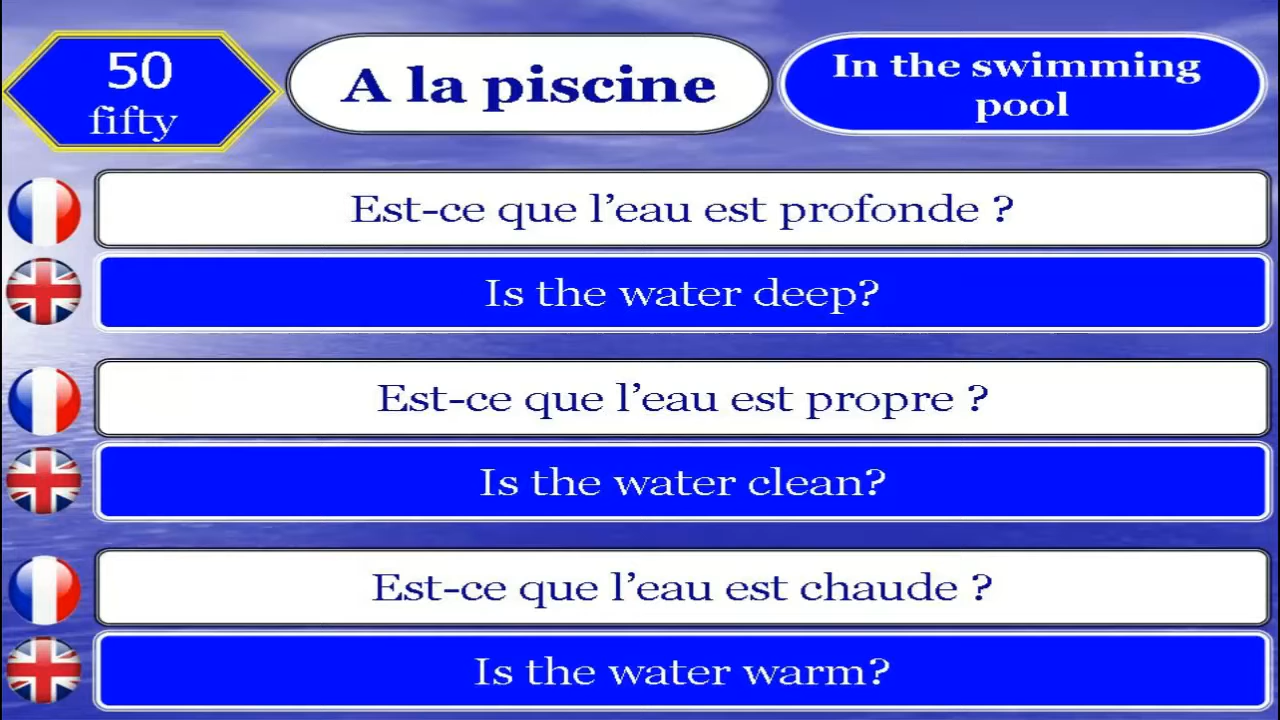 50
fifty
A la piscine
In the swimming
pool
Est-ce que l’eau est profonde ?
Is the water deep?
Est-ce que l’eau est propre ?
Is the water clean?
Est-ce que l’eau est chaude ?
Is the water warm?